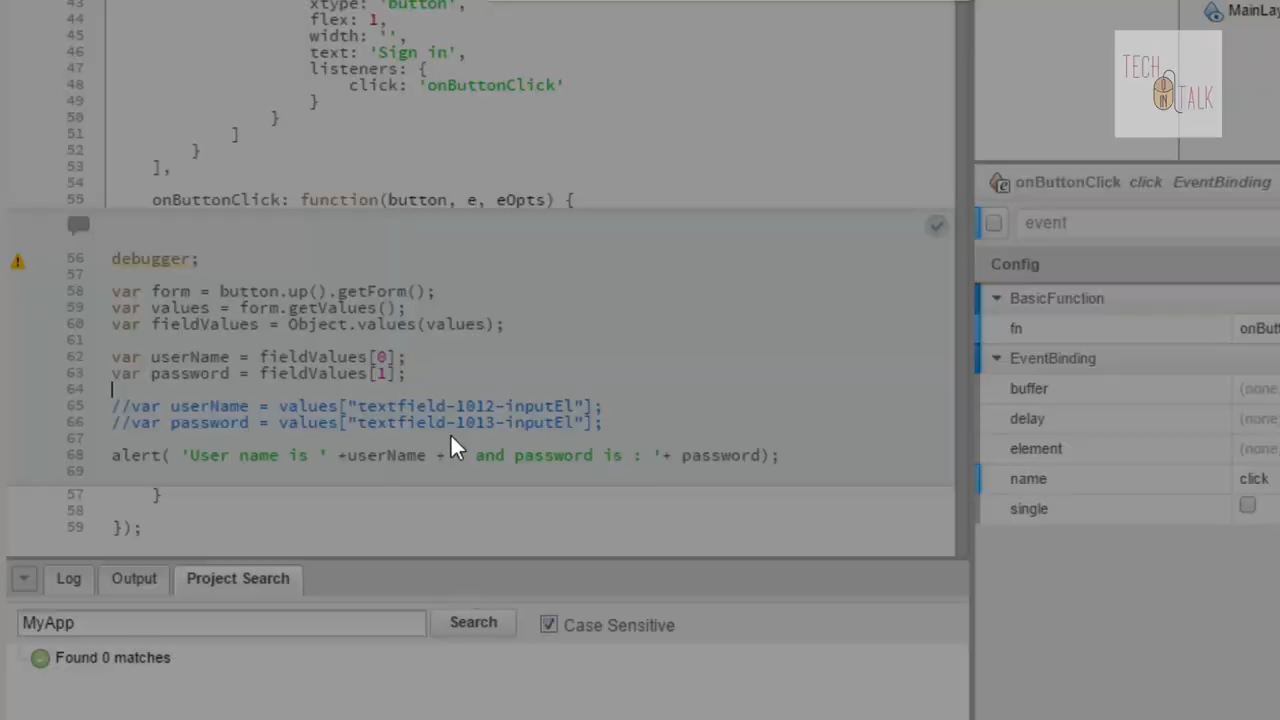 43 xtype: 'button',
44 flex: 1,
45 width: '',
46 text: 'Sign in',
47 listeners: {
48 click: 'onButtonClick'
49 }
50 }
51 ]
52 }
53 ],
54
55 onButtonClick: function(button, e, eOpts) {
56 debugger;
57
58 var form = button.up().getForm();
59 var values = form.getValues();
60 var fieldValues = Object.values(values);
61
62 var userName = fieldValues[0];
63 var password = fieldValues[1];
64
65 //var userName = values["textfield-1012-inputEl"];
66 //var password = values["textfield-1013-inputEl"];
67
68 alert( 'User name is ' +userName + ' and password is : '+ password);
69
57 }
58
59 });
Log Output Project Search
MyApp Search Case Sensitive
Found 0 matches
MainLay
TECH IN TALK
onButtonClick click EventBinding
event
Config
BasicFunction
fn onButt
EventBinding
buffer (none
delay (none
element (none
name click
single